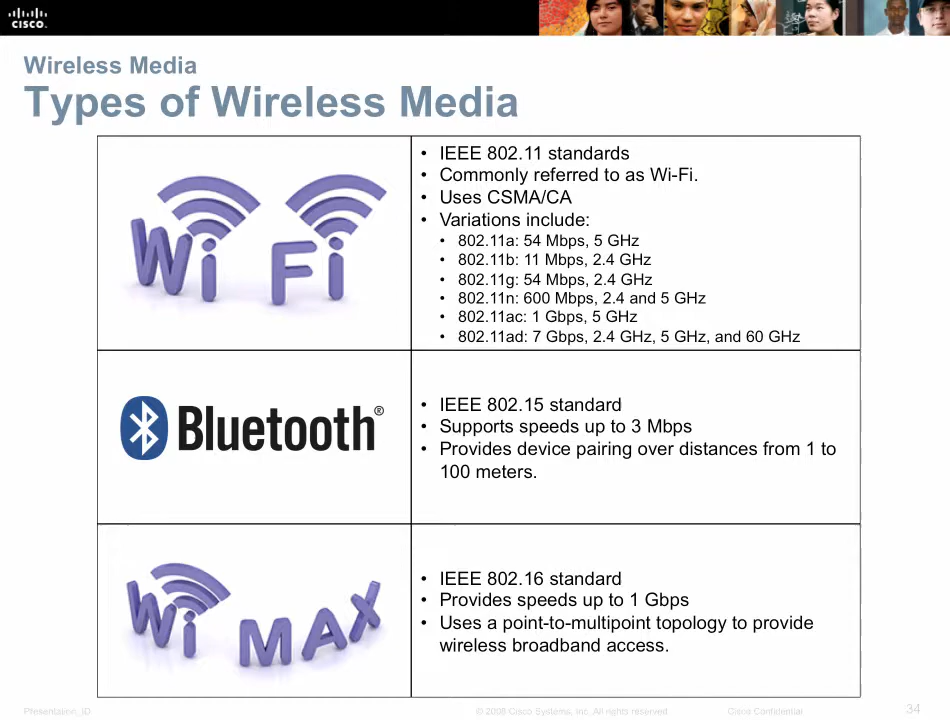 CISCO
Wireless Media
Types of Wireless Media
Wi Fi
• IEEE 802.11 standards
• Commonly referred to as Wi-Fi.
• Uses CSMA/CA
• Variations include:
• 802.11a: 54 Mbps, 5 GHz
• 802.11b: 11 Mbps, 2.4 GHz
• 802.11g: 54 Mbps, 2.4 GHz
• 802.11n: 600 Mbps, 2.4 and 5 GHz
• 802.11ac: 1 Gbps, 5 GHz
• 802.11ad: 7 Gbps, 2.4 GHz, 5 GHz, and 60 GHz
Bluetooth®
• IEEE 802.15 standard
• Supports speeds up to 3 Mbps
• Provides device pairing over distances from 1 to
100 meters.
Wi MAX
• IEEE 802.16 standard
• Provides speeds up to 1 Gbps
• Uses a point-to-multipoint topology to provide
wireless broadband access.
Presentation_ID © 2008 Cisco Systems, Inc. All rights reserved. Cisco Confidential 34